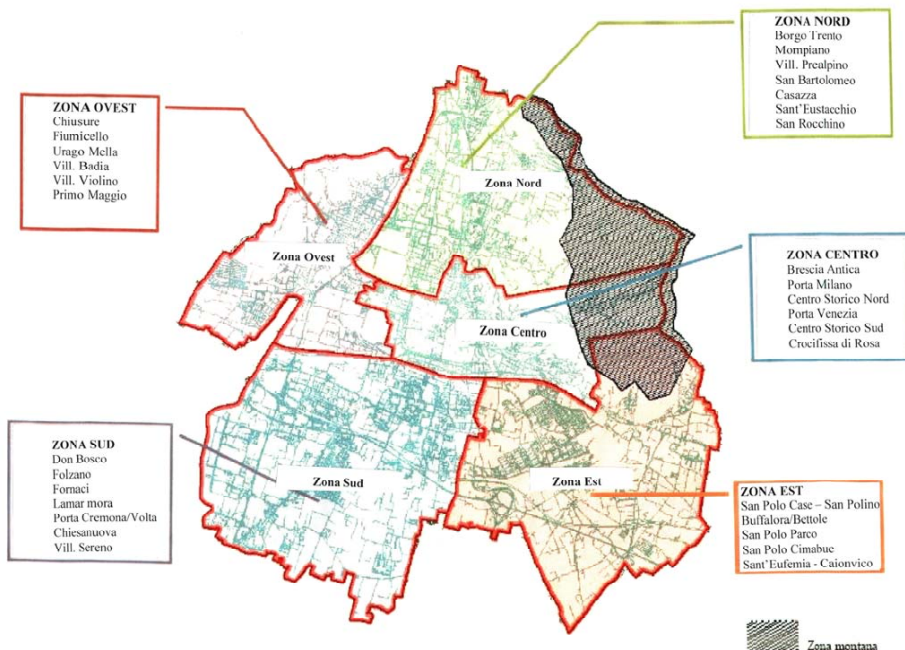 ZONA NORD
Borgo Trento
Mompiano
Vill. Prealpino
San Bartolomeo
Casazza
Sant'Eustacchio
San Rocchino
ZONA OVEST
Chiusure
Fiumicello
Urago Mella
Vill. Badia
Vill. Violino
Primo Maggio
Zona Nord
Zona Ovest
Zona Centro
ZONA CENTRO
Brescia Antica
Porta Milano
Centro Storico Nord
Porta Venezia
Centro Storico Sud
Crocifissa di Rosa
ZONA SUD
Don Bosco
Folzano
Fornaci
Lamar mora
Porta Cremona/Volta
Chiesanuova
Vill. Sereno
Zona Sud
Zona Est
ZONA EST
San Polo Case – San Polino
Buffalora/Bettole
San Polo Parco
San Polo Cimabue
Sant'Eufemia - Caionvico
Zona montana